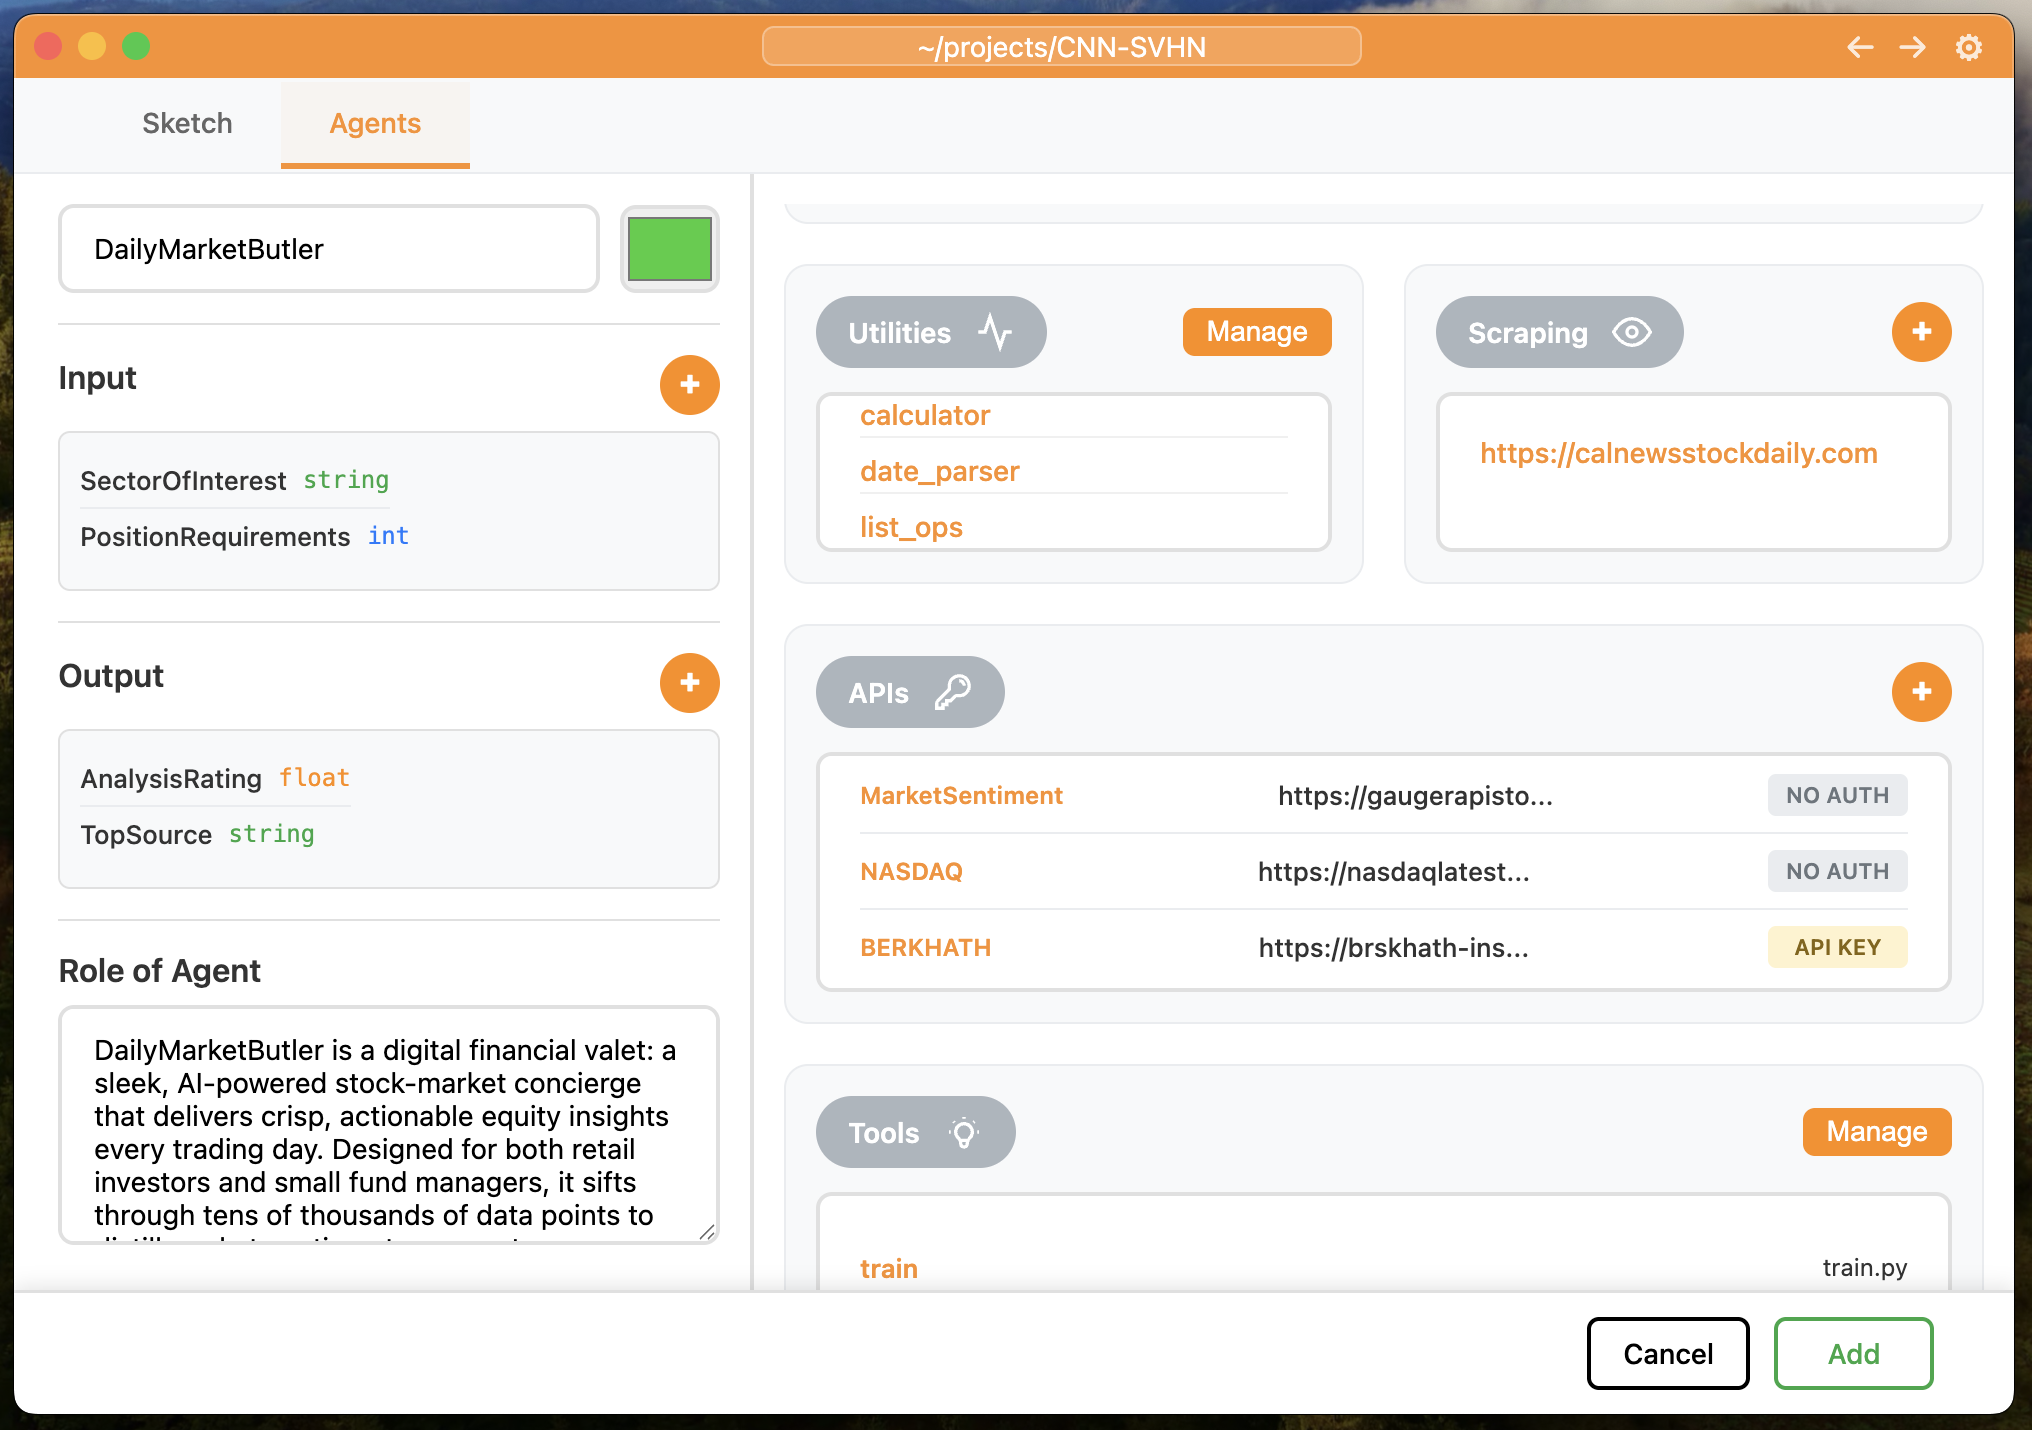 ~/projects/CNN-SVHN
Sketch
Agents
DailyMarketButler
Input
SectorOfInterest string
PositionRequirements int
Output
AnalysisRating float
TopSource string
Role of Agent
DailyMarketButler is a digital financial valet: a
sleek, AI-powered stock-market concierge
that delivers crisp, actionable equity insights
every trading day. Designed for both retail
investors and small fund managers, it sifts
through tens of thousands of data points to
Utilities
Manage
calculator
date_parser
list_ops
Scraping
https://calnewsstockdaily.com
APIs
MarketSentiment https://gaugerapisto... NO AUTH
NASDAQ https://nasdaqlatest... NO AUTH
BERKHATH https://brskhath-ins... API KEY
Tools
Manage
train train.py
Cancel
Add